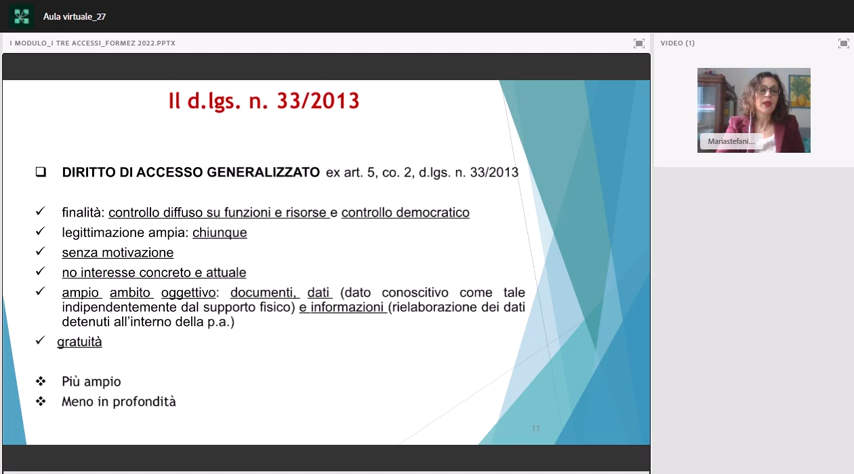 Aula virtuale_27
I MODULO_I TRE ACCESSI_FORMEZ 2022.PPTX
VIDEO (1)
Il d.lgs. n. 33/2013
DIRITTO DI ACCESSO GENERALIZZATO ex art. 5, co. 2, d.lgs. n. 33/2013
finalità: controllo diffuso su funzioni e risorse e controllo democratico
legittimazione ampia: chiunque
senza motivazione
no interesse concreto e attuale
ampio ambito oggettivo: documenti, dati (dato conoscitivo come tale
indipendentemente dal supporto fisico) e informazioni (rielaborazione dei dati
detenuti all'interno della p.a.)
gratuità
Più ampio
Meno in profondità
11
Mariastefani...